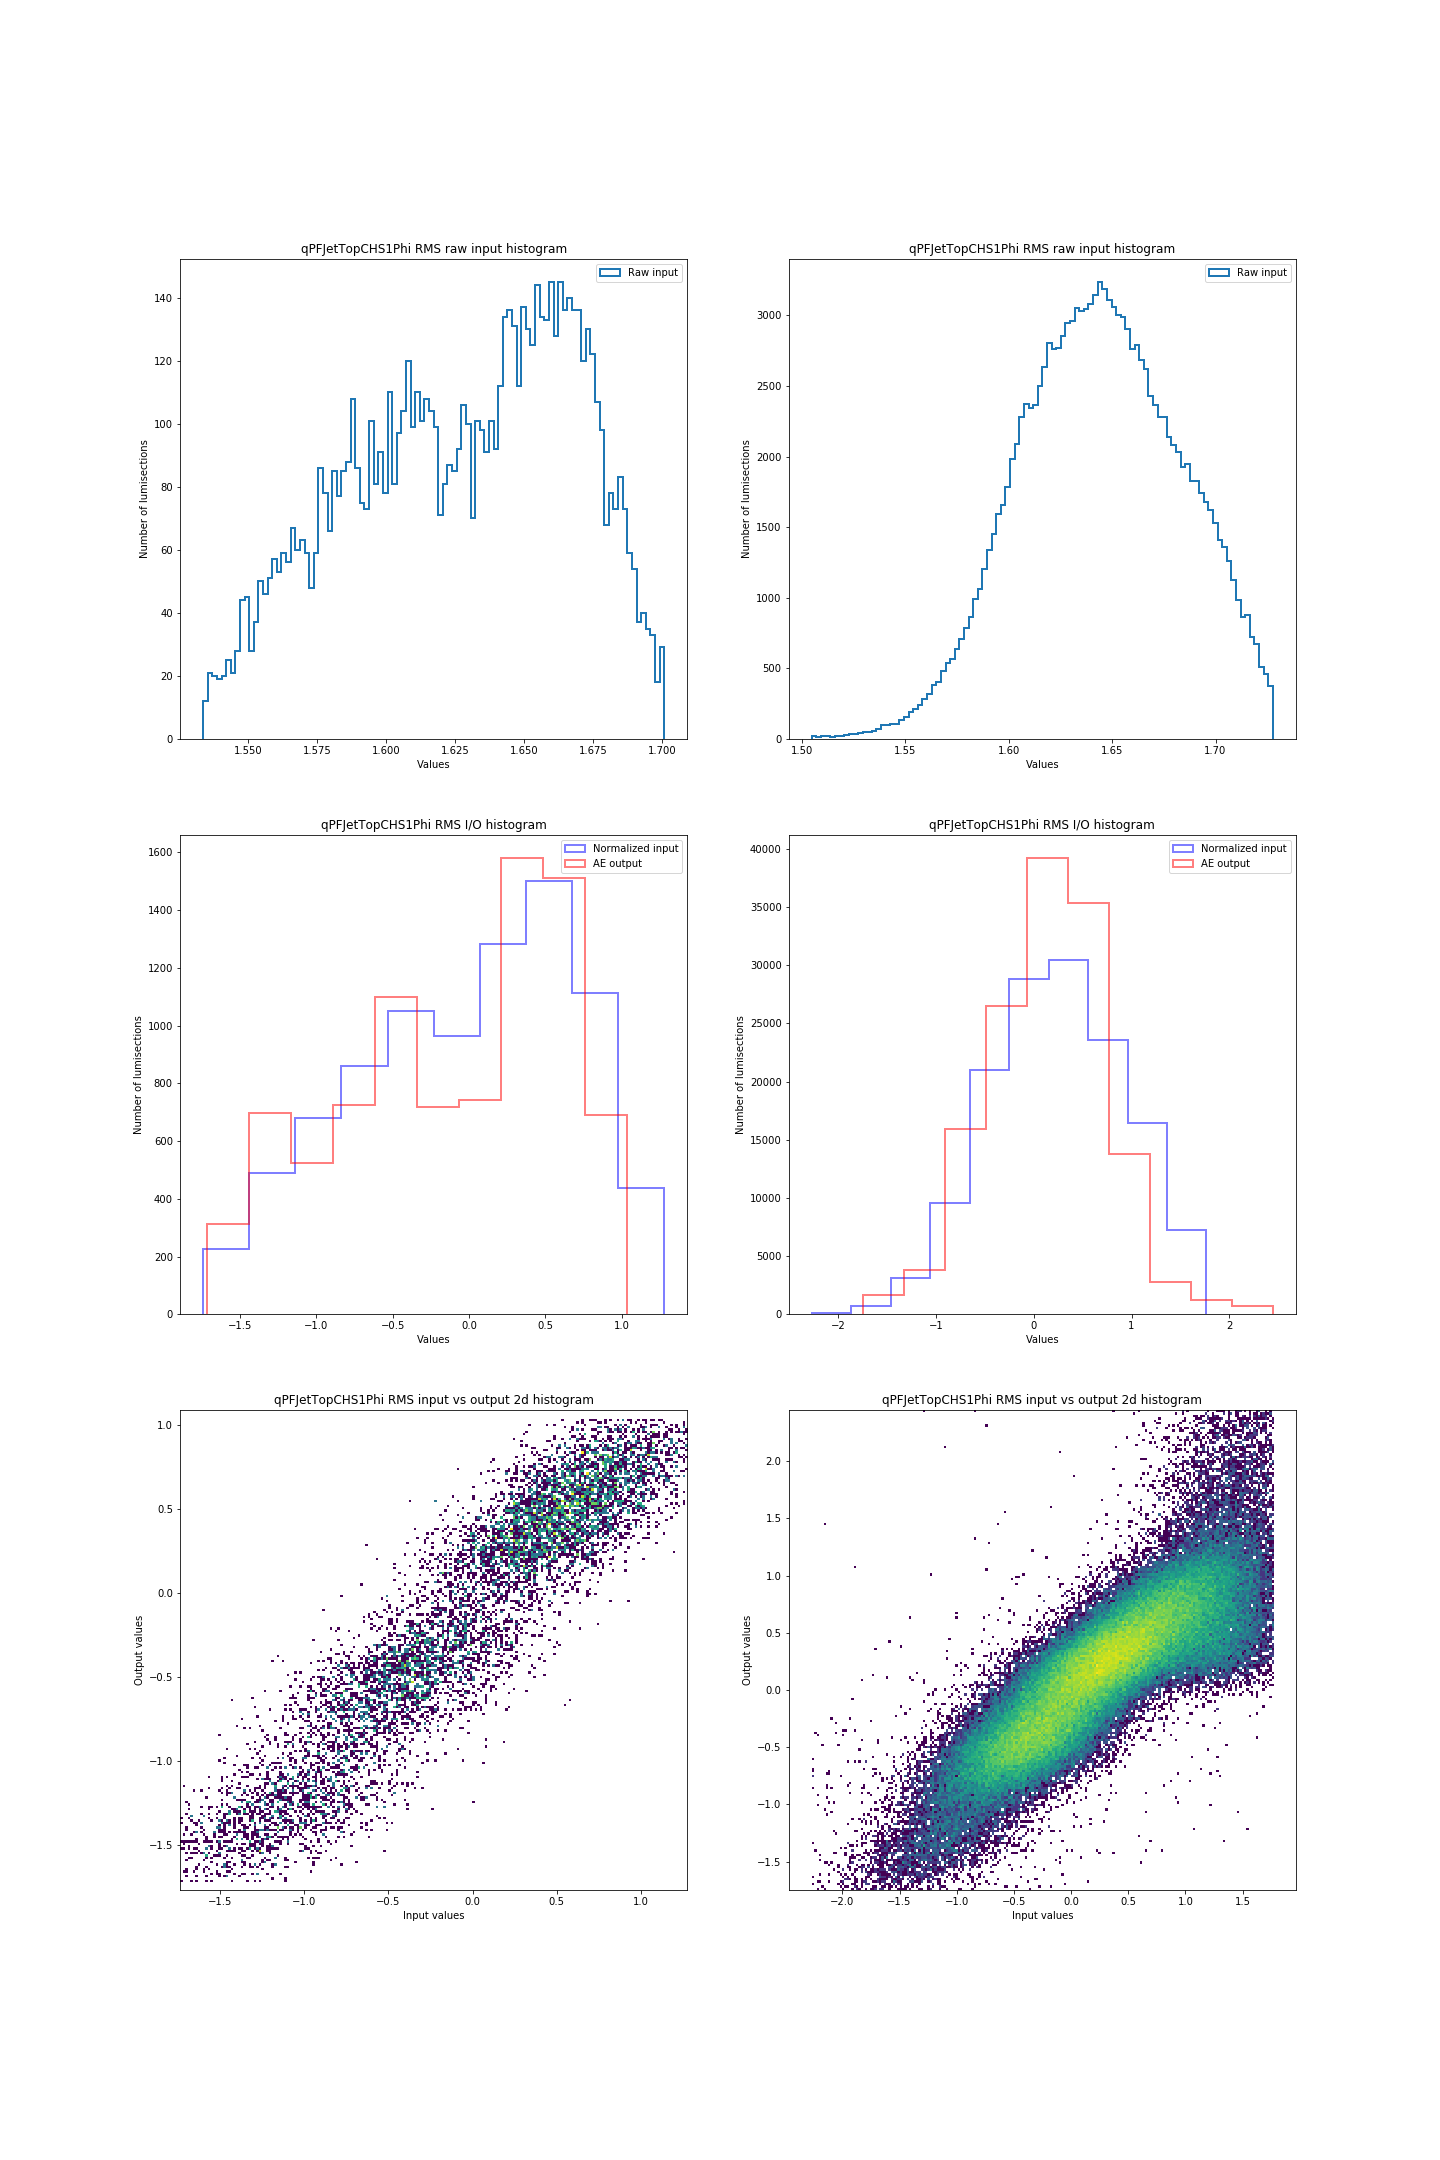 qPFJetTopCHS1Phi RMS raw input histogram
Raw input
140
120
100
80
60
40
20
0
Number of lumisections
1.550 1.575 1.600 1.625 1.650 1.675 1.700
Values
qPFJetTopCHS1Phi RMS raw input histogram
Raw input
3000
2500
2000
1500
1000
500
0
Number of lumisections
1.50 1.55 1.60 1.65 1.70
Values
qPFJetTopCHS1Phi RMS I/O histogram
Normalized input
AE output
1600
1400
1200
1000
800
600
400
200
0
Number of lumisections
−1.5 −1.0 −0.5 0.0 0.5 1.0
Values
qPFJetTopCHS1Phi RMS I/O histogram
Normalized input
AE output
40000
35000
30000
25000
20000
15000
10000
5000
0
Number of lumisections
−2 −1 0 1 2
Values
qPFJetTopCHS1Phi RMS input vs output 2d histogram
1.0
0.5
0.0
−0.5
−1.0
−1.5
Output values
−1.5 −1.0 −0.5 0.0 0.5 1.0
Input values
qPFJetTopCHS1Phi RMS input vs output 2d histogram
2.0
1.5
1.0
0.5
0.0
−0.5
−1.0
−1.5
Output values
−2.0 −1.5 −1.0 −0.5 0.0 0.5 1.0 1.5
Input values